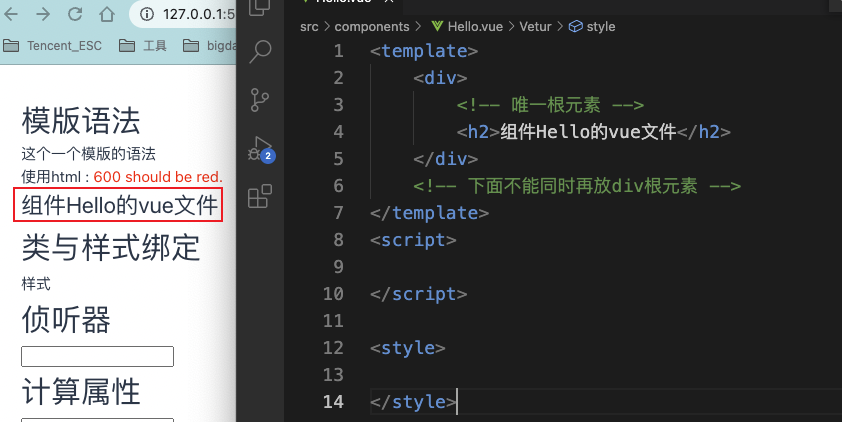 127.0.0.1:5
Tencent_ESC 工具 bigda
模版语法
这个一个模版的语法
使用html : 600 should be red.
组件Hello的vue文件
类与样式绑定
样式
侦听器
计算属性
2
src > components > Hello.vue > Vetur > style
1 <template>
2 <div>
3 <!-- 唯一根元素 -->
4 <h2>组件Hello的vue文件</h2>
5 </div>
6 <!-- 下面不能同时再放div根元素 -->
7 </template>
8 <script>
9
10 </script>
11
12 <style>
13
14 </style>